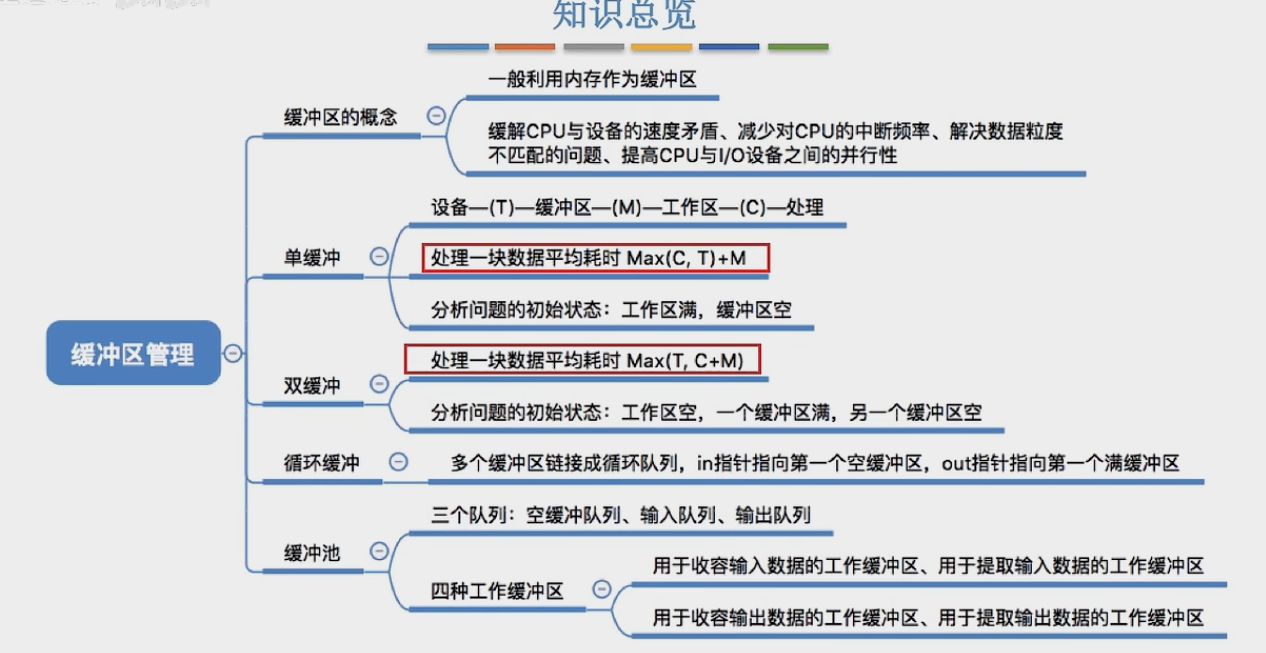 知识总览
一般利用内存作为缓冲区
缓冲区的概念
缓解CPU与设备的速度矛盾、减少对CPU的中断频率、解决数据粒度
不匹配的问题、提高CPU与I/O设备之间的并行性
设备—(T)—缓冲区—(M)—工作区—(C)—处理
单缓冲
处理一块数据平均耗时 Max(C, T)+M
分析问题的初始状态：工作区满，缓冲区空
缓冲区管理
处理一块数据平均耗时 Max(T, C+M)
双缓冲
分析问题的初始状态：工作区空，一个缓冲区满，另一个缓冲区空
循环缓冲
多个缓冲区链接成循环队列，in指针指向第一个空缓冲区，out指针指向第一个满缓冲区
三个队列：空缓冲队列、输入队列、输出队列
缓冲池
四种工作缓冲区
用于收容输入数据的工作缓冲区、用于提取输入数据的工作缓冲区
用于收容输出数据的工作缓冲区、用于提取输出数据的工作缓冲区